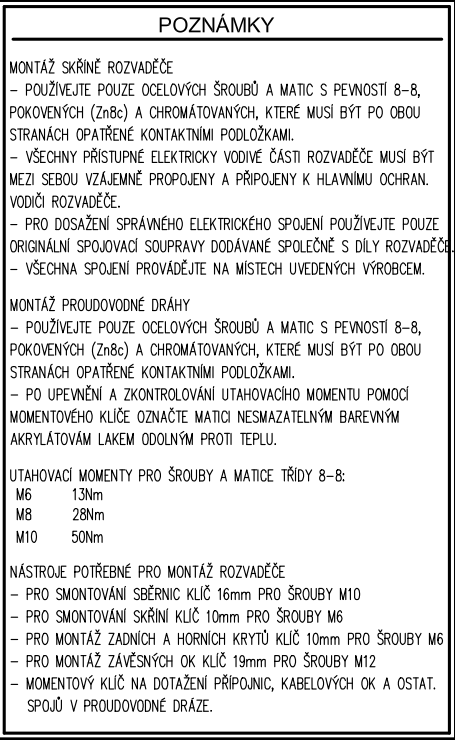 POZNÁMKY
MONTÁŽ SKŘÍNĚ ROZVADĚČE
– POUŽÍVEJTE POUZE OCELOVÝCH ŠROUBŮ A MATIC S PEVNOSTÍ 8–8,
POKOVENÝCH (Zn8c) A CHROMÁTOVANÝCH, KTERÉ MUSÍ BÝT PO OBOU
STRANÁCH OPATŘENÉ KONTAKTNÍMI PODLOŽKAMI.
– VŠECHNY PŘÍSTUPNÉ ELEKTRICKY VODIVÉ ČÁSTI ROZVADĚČE MUSÍ BÝT
MEZI SEBOU VZÁJEMNĚ PROPOJENY A PŘIPOJENY K HLAVNÍMU OCHRAN.
VODIČI ROZVADĚČE.
– PRO DOSAŽENÍ SPRÁVNÉHO ELEKTRICKÉHO SPOJENÍ POUŽÍVEJTE POUZE
ORIGINÁLNÍ SPOJOVACÍ SOUPRAVY DODÁVANÉ SPOLEČNĚ S DÍLY ROZVADĚČE.
– VŠECHNA SPOJENÍ PROVÁDĚJTE NA MÍSTECH UVEDENÝCH VÝROBCEM.
MONTÁŽ PROUDOVODNÉ DRÁHY
– POUŽÍVEJTE POUZE OCELOVÝCH ŠROUBŮ A MATIC S PEVNOSTÍ 8–8,
POKOVENÝCH (Zn8c) A CHROMÁTOVANÝCH, KTERÉ MUSÍ BÝT PO OBOU
STRANÁCH OPATŘENÉ KONTAKTNÍMI PODLOŽKAMI.
– PO UPEVNĚNÍ A ZKONTROLOVÁNÍ UTAHOVACÍHO MOMENTU POMOCÍ
MOMENTOVÉHO KLÍČE OZNAČTE MATICI NESMAZATELNÝM BAREVNÝM
AKRYLÁTOVÁM LAKEM ODOLNÝM PROTI TEPLU.
UTAHOVACÍ MOMENTY PRO ŠROUBY A MATICE TŘÍDY 8–8:
M6 13Nm
M8 28Nm
M10 50Nm
NÁSTROJE POTŘEBNÉ PRO MONTÁŽ ROZVADĚČE
– PRO SMONTOVÁNÍ SBĚRNIC KLÍČ 16mm PRO ŠROUBY M10
– PRO SMONTOVÁNÍ SKŘÍNÍ KLÍČ 10mm PRO ŠROUBY M6
– PRO MONTÁŽ ZADNÍCH A HORNÍCH KRYTŮ KLÍČ 10mm PRO ŠROUBY M6
– PRO MONTÁŽ ZÁVĚSNÝCH OK KLÍČ 19mm PRO ŠROUBY M12
– MOMENTOVÝ KLÍČ NA DOTAŽENÍ PŘÍPOJNIC, KABELOVÝCH OK A OSTAT.
SPOJŮ V PROUDOVODNÉ DRÁZE.